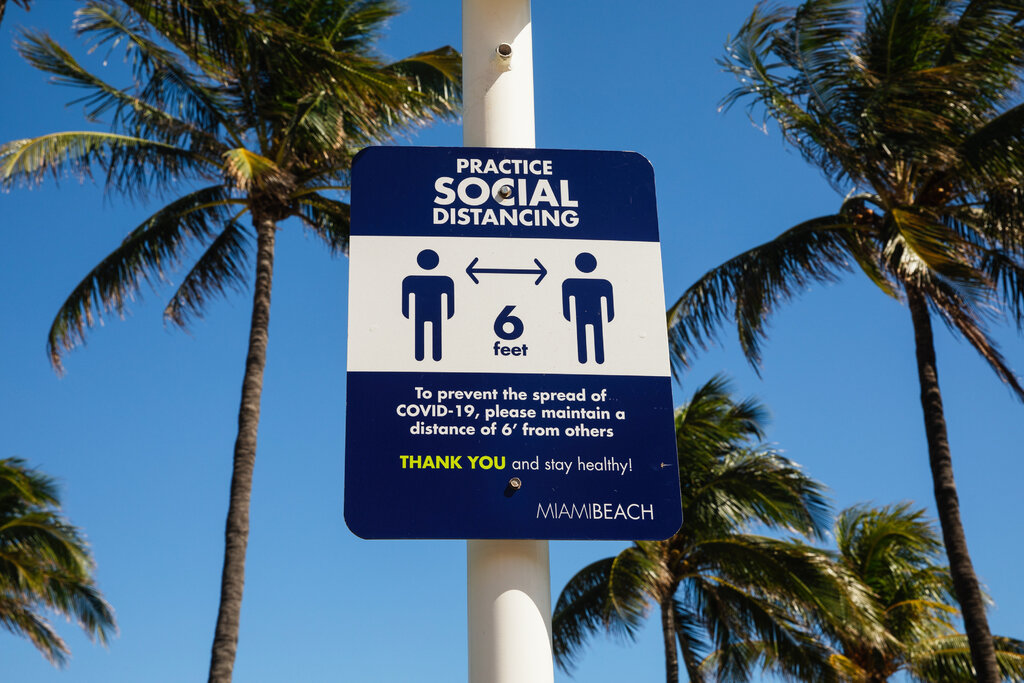 PRACTICE
SOCIAL
DISTANCING
6
feet
To prevent the spread of
COVID-19, please maintain a
distance of 6’ from others
THANK YOU and stay healthy!
MIAMIBEACH